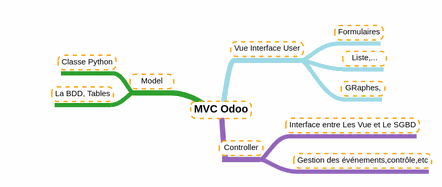 Formulaires
Vue Interface User
Liste,...
GRaphes,
Classe Python
Model
La BDD, Tables
MVC Odoo
Interface entre Les Vue et Le SGBD
Controller
Gestion des événements,contrôle,etc